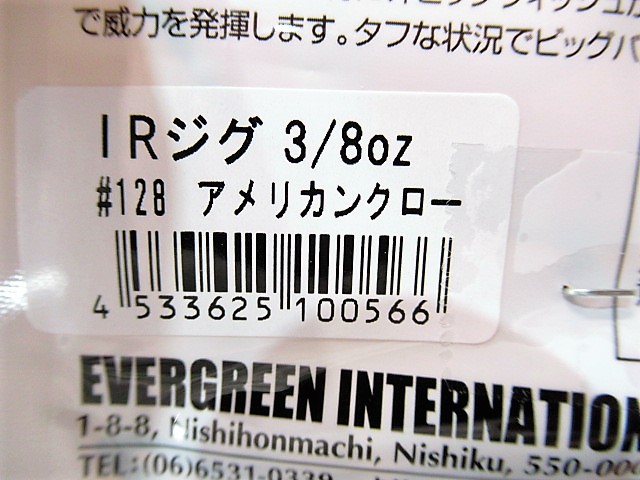 で威力を発揮します。タフな状況でビッグバ
IRジグ 3/8oz
#128 アメリカンクロー
4 533625 100566
EVERGREEN INTERNATION
1-8-8, Nishihonmachi, Nishiku, 550-00
TEL:(06)6531-0339